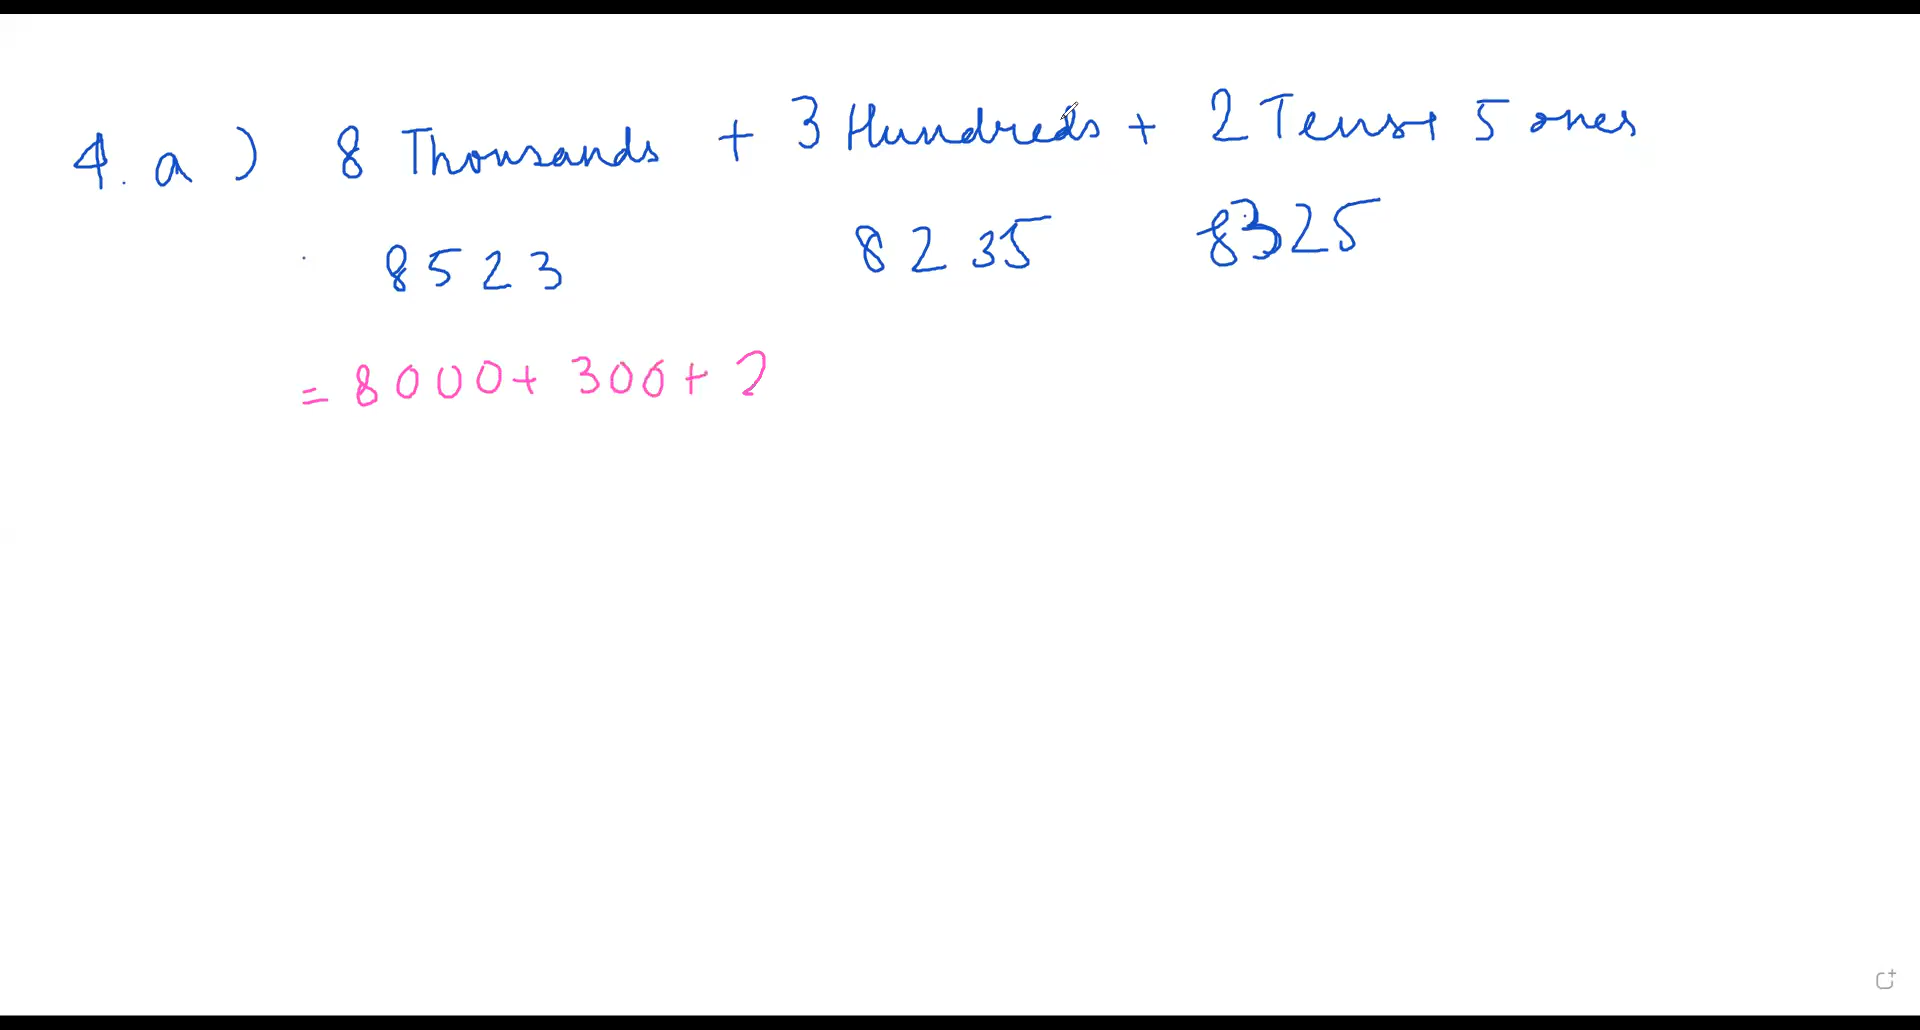 4. a) 8 Thousands + 3 Hundreds + 2 Tens + 5 ones
8523 8235 8325
= 8000 + 300 + 2